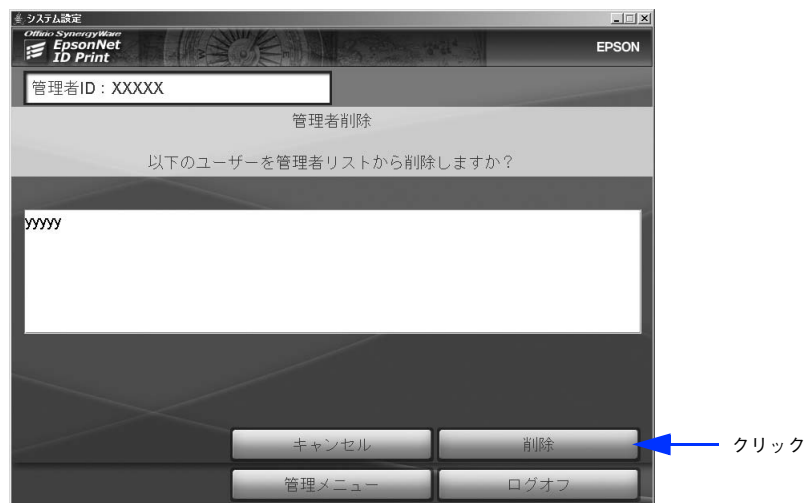 システム設定
Offirio SynergyWare
EpsonNet
ID Print
EPSON
管理者ID：XXXXX
管理者削除
以下のユーザーを管理者リストから削除しますか？
yyyyy
キャンセル
削除
クリック
管理メニュー
ログオフ